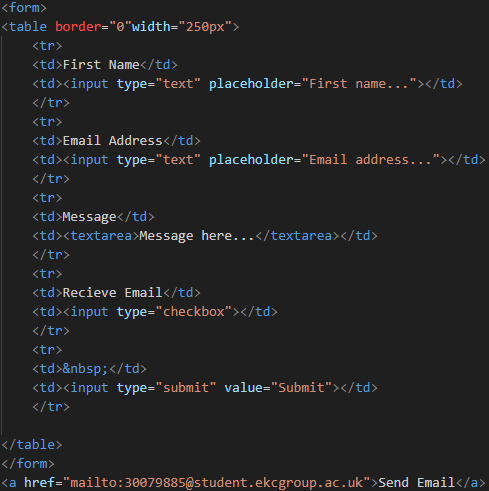 <form>
<table border="0"width="250px">
<tr>
<td>First Name</td>
<td><input type="text" placeholder="First name..."></td>
</tr>
<tr>
<td>Email Address</td>
<td><input type="text" placeholder="Email address..."></td>
</tr>
<tr>
<td>Message</td>
<td><textarea>Message here...</textarea></td>
</tr>
<tr>
<td>Recieve Email</td>
<td><input type="checkbox"></td>
</tr>
<tr>
<td>&nbsp;</td>
<td><input type="submit" value="Submit"></td>
</tr>
</table>
</form>
<a href="mailto:30079885@student.ekcgroup.ac.uk">Send Email</a>